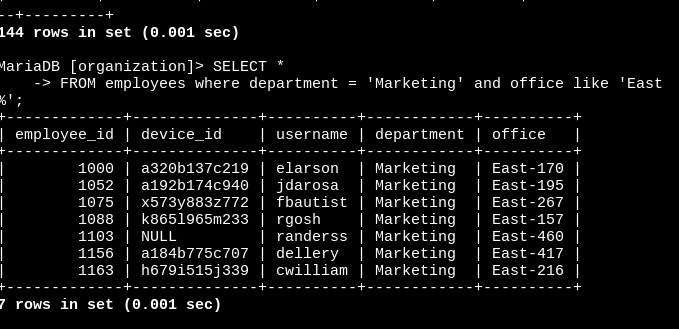 --+---------+
144 rows in set (0.001 sec)
MariaDB [organization]> SELECT *
    -> FROM employees where department = 'Marketing' and office like 'East
%';
+-------------+--------------+----------+------------+----------+
| employee_id | device_id    | username | department | office   |
+-------------+--------------+----------+------------+----------+
|        1000 | a320b137c219 | elarson  | Marketing  | East-170 |
|        1052 | a192b174c940 | jdarosa  | Marketing  | East-195 |
|        1075 | x573y883z772 | fbautist | Marketing  | East-267 |
|        1088 | k865l965m233 | rgosh    | Marketing  | East-157 |
|        1103 | NULL         | randerss | Marketing  | East-460 |
|        1156 | a184b775c707 | dellery  | Marketing  | East-417 |
|        1163 | h679i515j339 | cwilliam | Marketing  | East-216 |
+-------------+--------------+----------+------------+----------+
7 rows in set (0.001 sec)